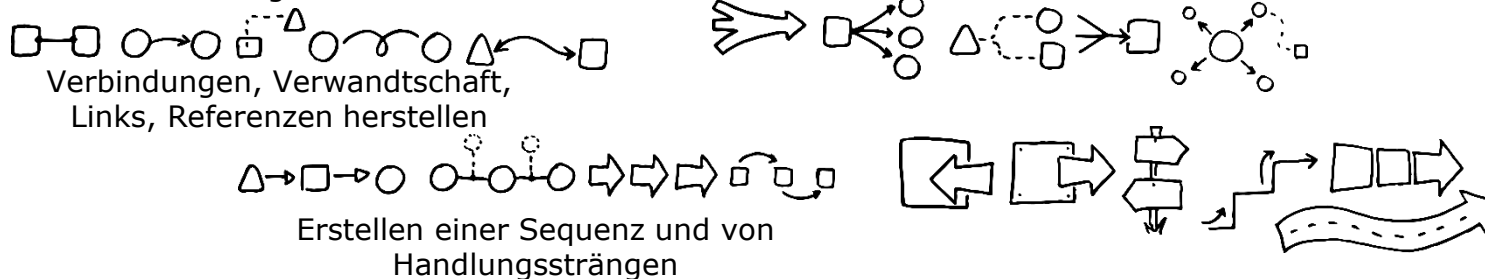 Verbindungen, Verwandtschaft,
Links, Referenzen herstellen
Erstellen einer Sequenz und von
Handlungssträngen